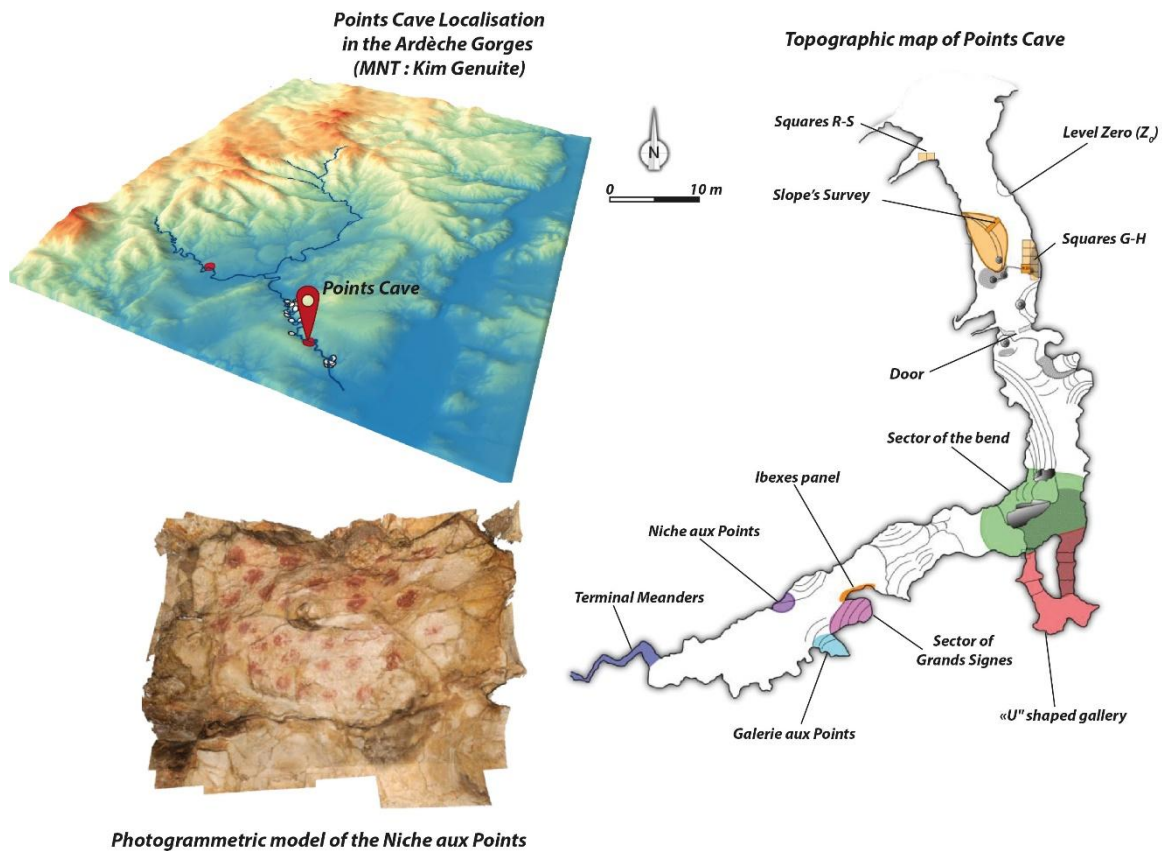 Points Cave Localisation
in the Ardèche Gorges
(MNT : Kim Genuite)
Points Cave
Topographic map of Points Cave
N
0 10 m
Squares R-S
Level Zero (Z₀)
Slope's Survey
Squares G-H
Door
Sector of the bend
Ibexes panel
Niche aux Points
Terminal Meanders
Sector of
Grands Signes
«U" shaped gallery
Galerie aux Points
Photogrammetric model of the Niche aux Points